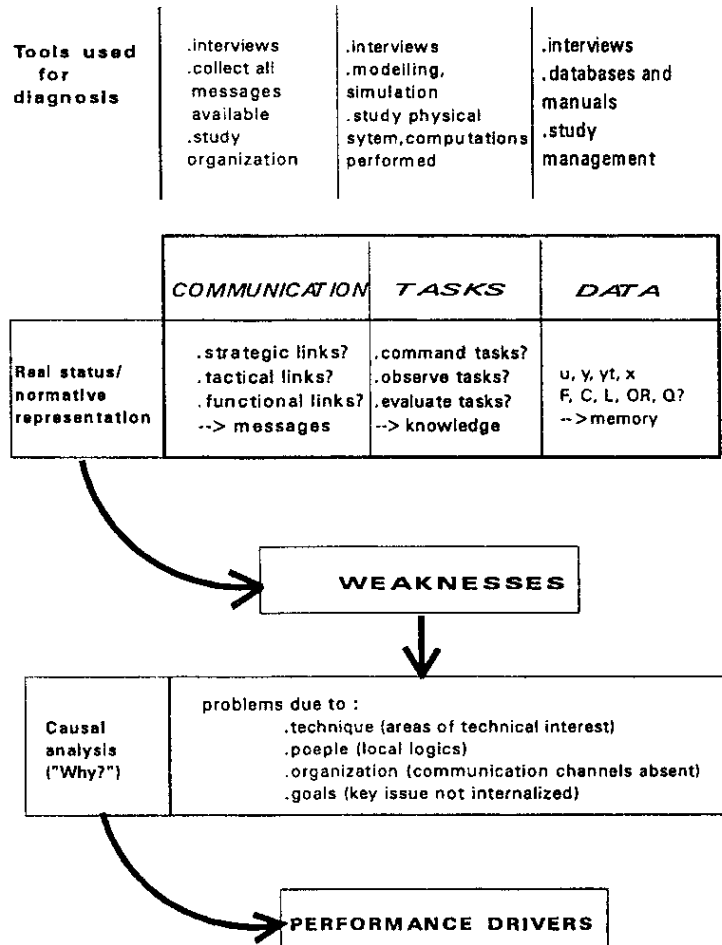 Tools used
for
diagnosis
.interviews
.collect all
messages
available
.study
organization
.interviews
.modelling,
simulation
.study physical
sytem,computations
performed
.interviews
.databases and
manuals
.study
management
COMMUNICATION
TASKS
DATA
Real status/
normative
representation
.strategic links?
.tactical links?
.functional links?
--> messages
.command tasks?
.observe tasks?
.evaluate tasks?
--> knowledge
u, y, yt, x
F, C, L, OR, Q?
-->memory
WEAKNESSES
Causal
analysis
("Why?")
problems due to :
.technique (areas of technical interest)
.poeple (local logics)
.organization (communication channels absent)
.goals (key issue not internalized)
PERFORMANCE DRIVERS